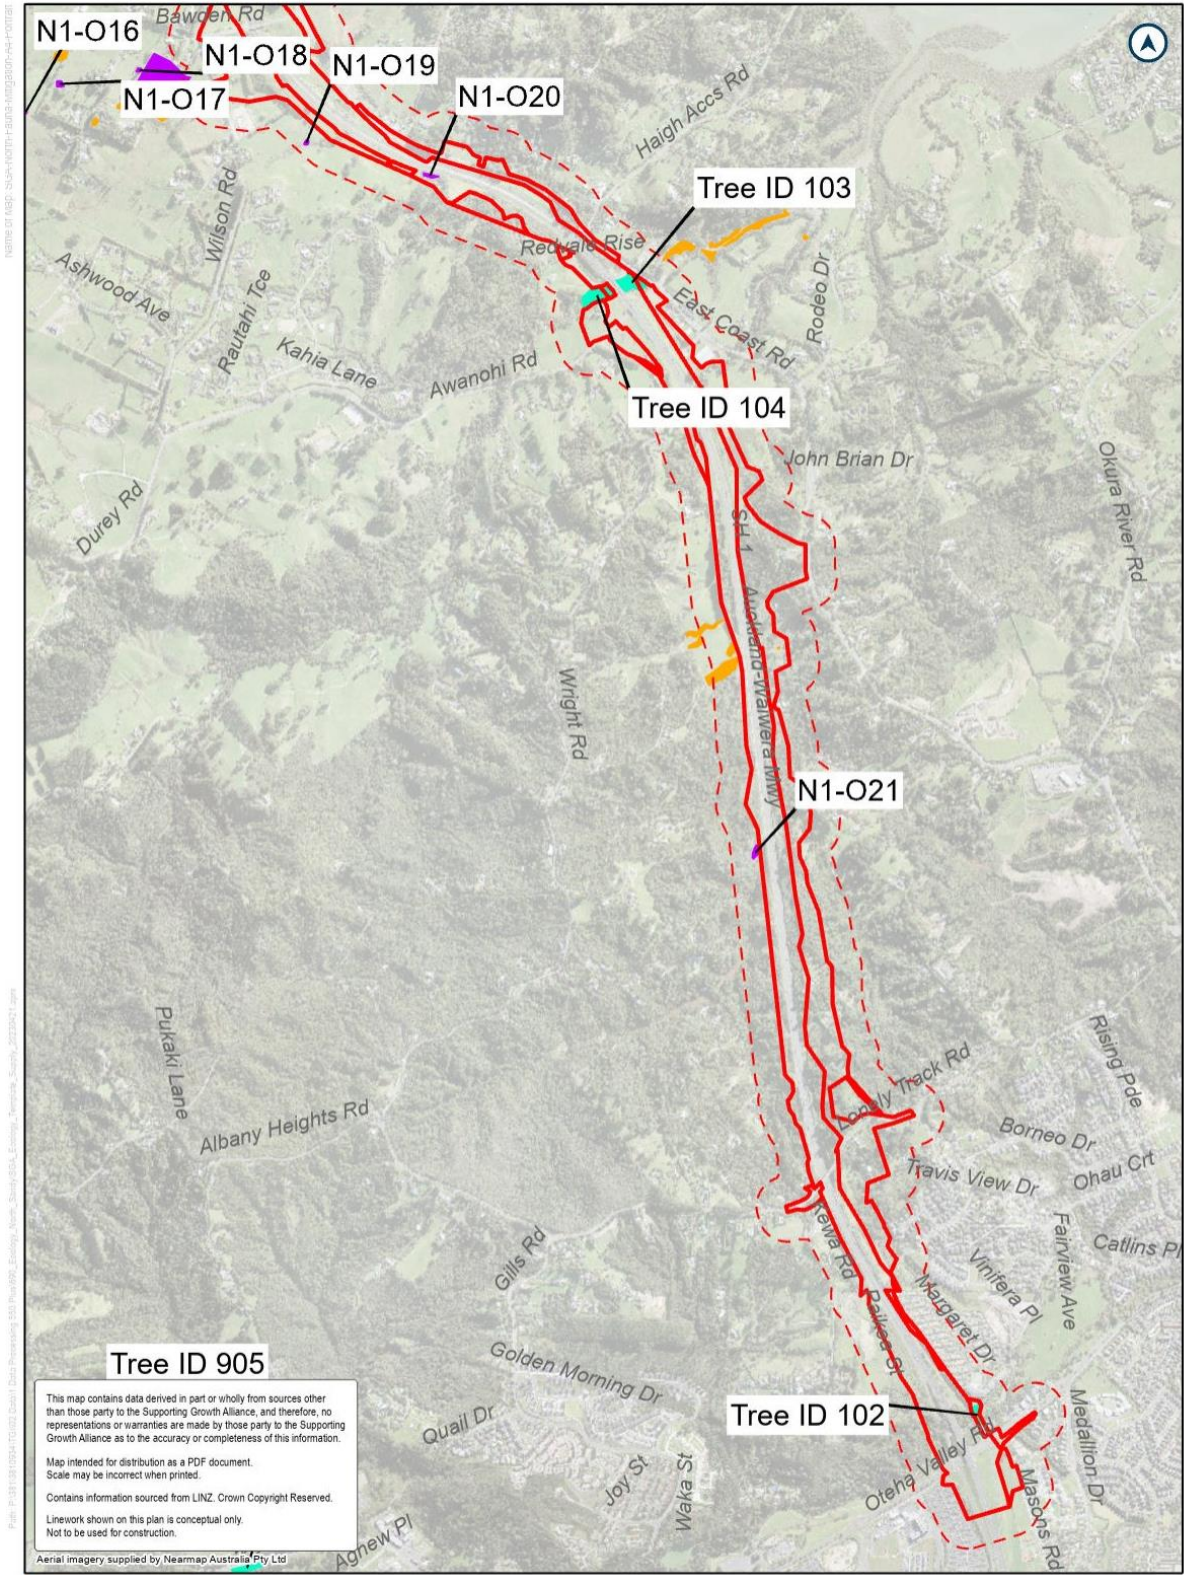 Bawden Rd
N1-O16
N1-O18
N1-O19
N1-O17
N1-O20
Haigh Accs Rd
Tree ID 103
Wilson Rd
Redvale Rise
Ashwood Ave
Rautahi Tce
Rodeo Dr
East Coast Rd
Kahia Lane
Awanohi Rd
Tree ID 104
John Brian Dr
Okura River Rd
Durey Rd
SH 1
Auckland-Waiwera Mwy
Wright Rd
N1-O21
Pukaki Lane
Rising Pde
Lonely Track Rd
Albany Heights Rd
Borneo Dr
Travis View Dr
Ohau Crt
Kewa Rd
Fairview Ave
Catlins Pl
Gills Rd
Vinifera Pl
Margaret Dr
Paikea St
Tree ID 905
Golden Morning Dr
This map contains data derived in part or wholly from sources other
than those party to the Supporting Growth Alliance, and therefore, no
representations or warranties are made by those party to the Supporting
Growth Alliance as to the accuracy or completeness of this information.
Map intended for distribution as a PDF document.
Scale may be incorrect when printed.
Contains information sourced from LINZ. Crown Copyright Reserved.
Linework shown on this plan is conceptual only.
Not to be used for construction.
Quail Dr
Tree ID 102
Medallion Dr
Oteha Valley Rd
Joy St
Wake St
Masons Rd
Agnew Pl
Aerial imagery supplied by Nearmap Australia Pty Ltd